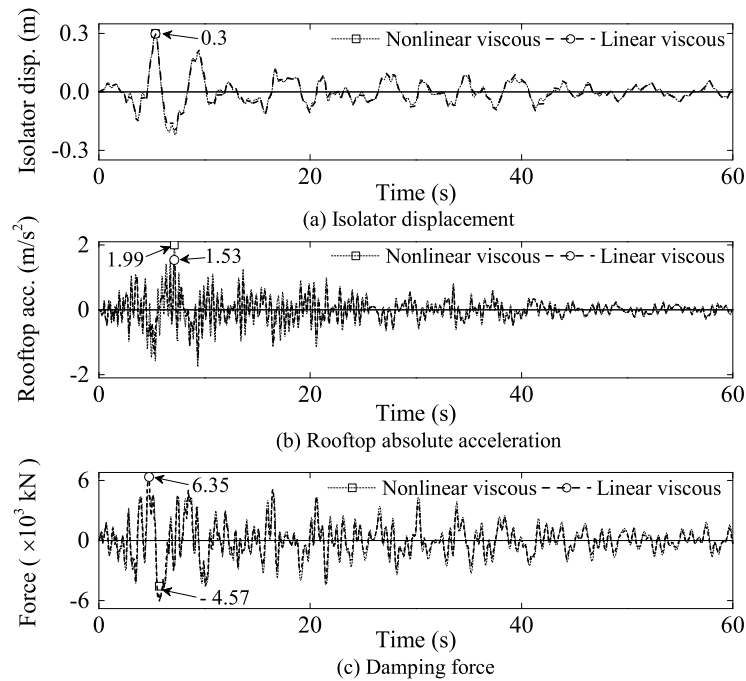 Isolator disp. (m)
0.3
0.0
-0.3
0.3
Nonlinear viscous
Linear viscous
0
20
40
60
Time (s)
(a) Isolator displacement
Rooftop acc. (m/s²)
2
0
-2
1.99
1.53
Nonlinear viscous
Linear viscous
0
20
40
60
Time (s)
(b) Rooftop absolute acceleration
Force ( ×10³ kN )
6
0
-6
6.35
- 4.57
Nonlinear viscous
Linear viscous
0
20
40
60
Time (s)
(c) Damping force